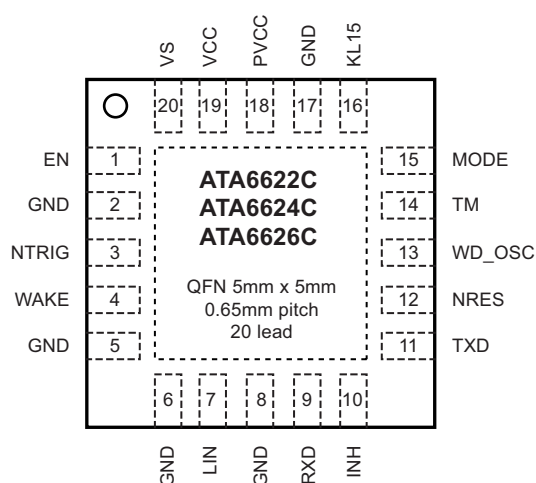 VS
VCC
PVCC
GND
KL15
20
19
18
17
16
EN
1
GND
2
NTRIG
3
WAKE
4
GND
5
ATA6622C
ATA6624C
ATA6626C
QFN 5mm x 5mm
0.65mm pitch
20 lead
15
MODE
14
TM
13
WD_OSC
12
NRES
11
TXD
6
7
8
9
10
GND
LIN
GND
RXD
INH